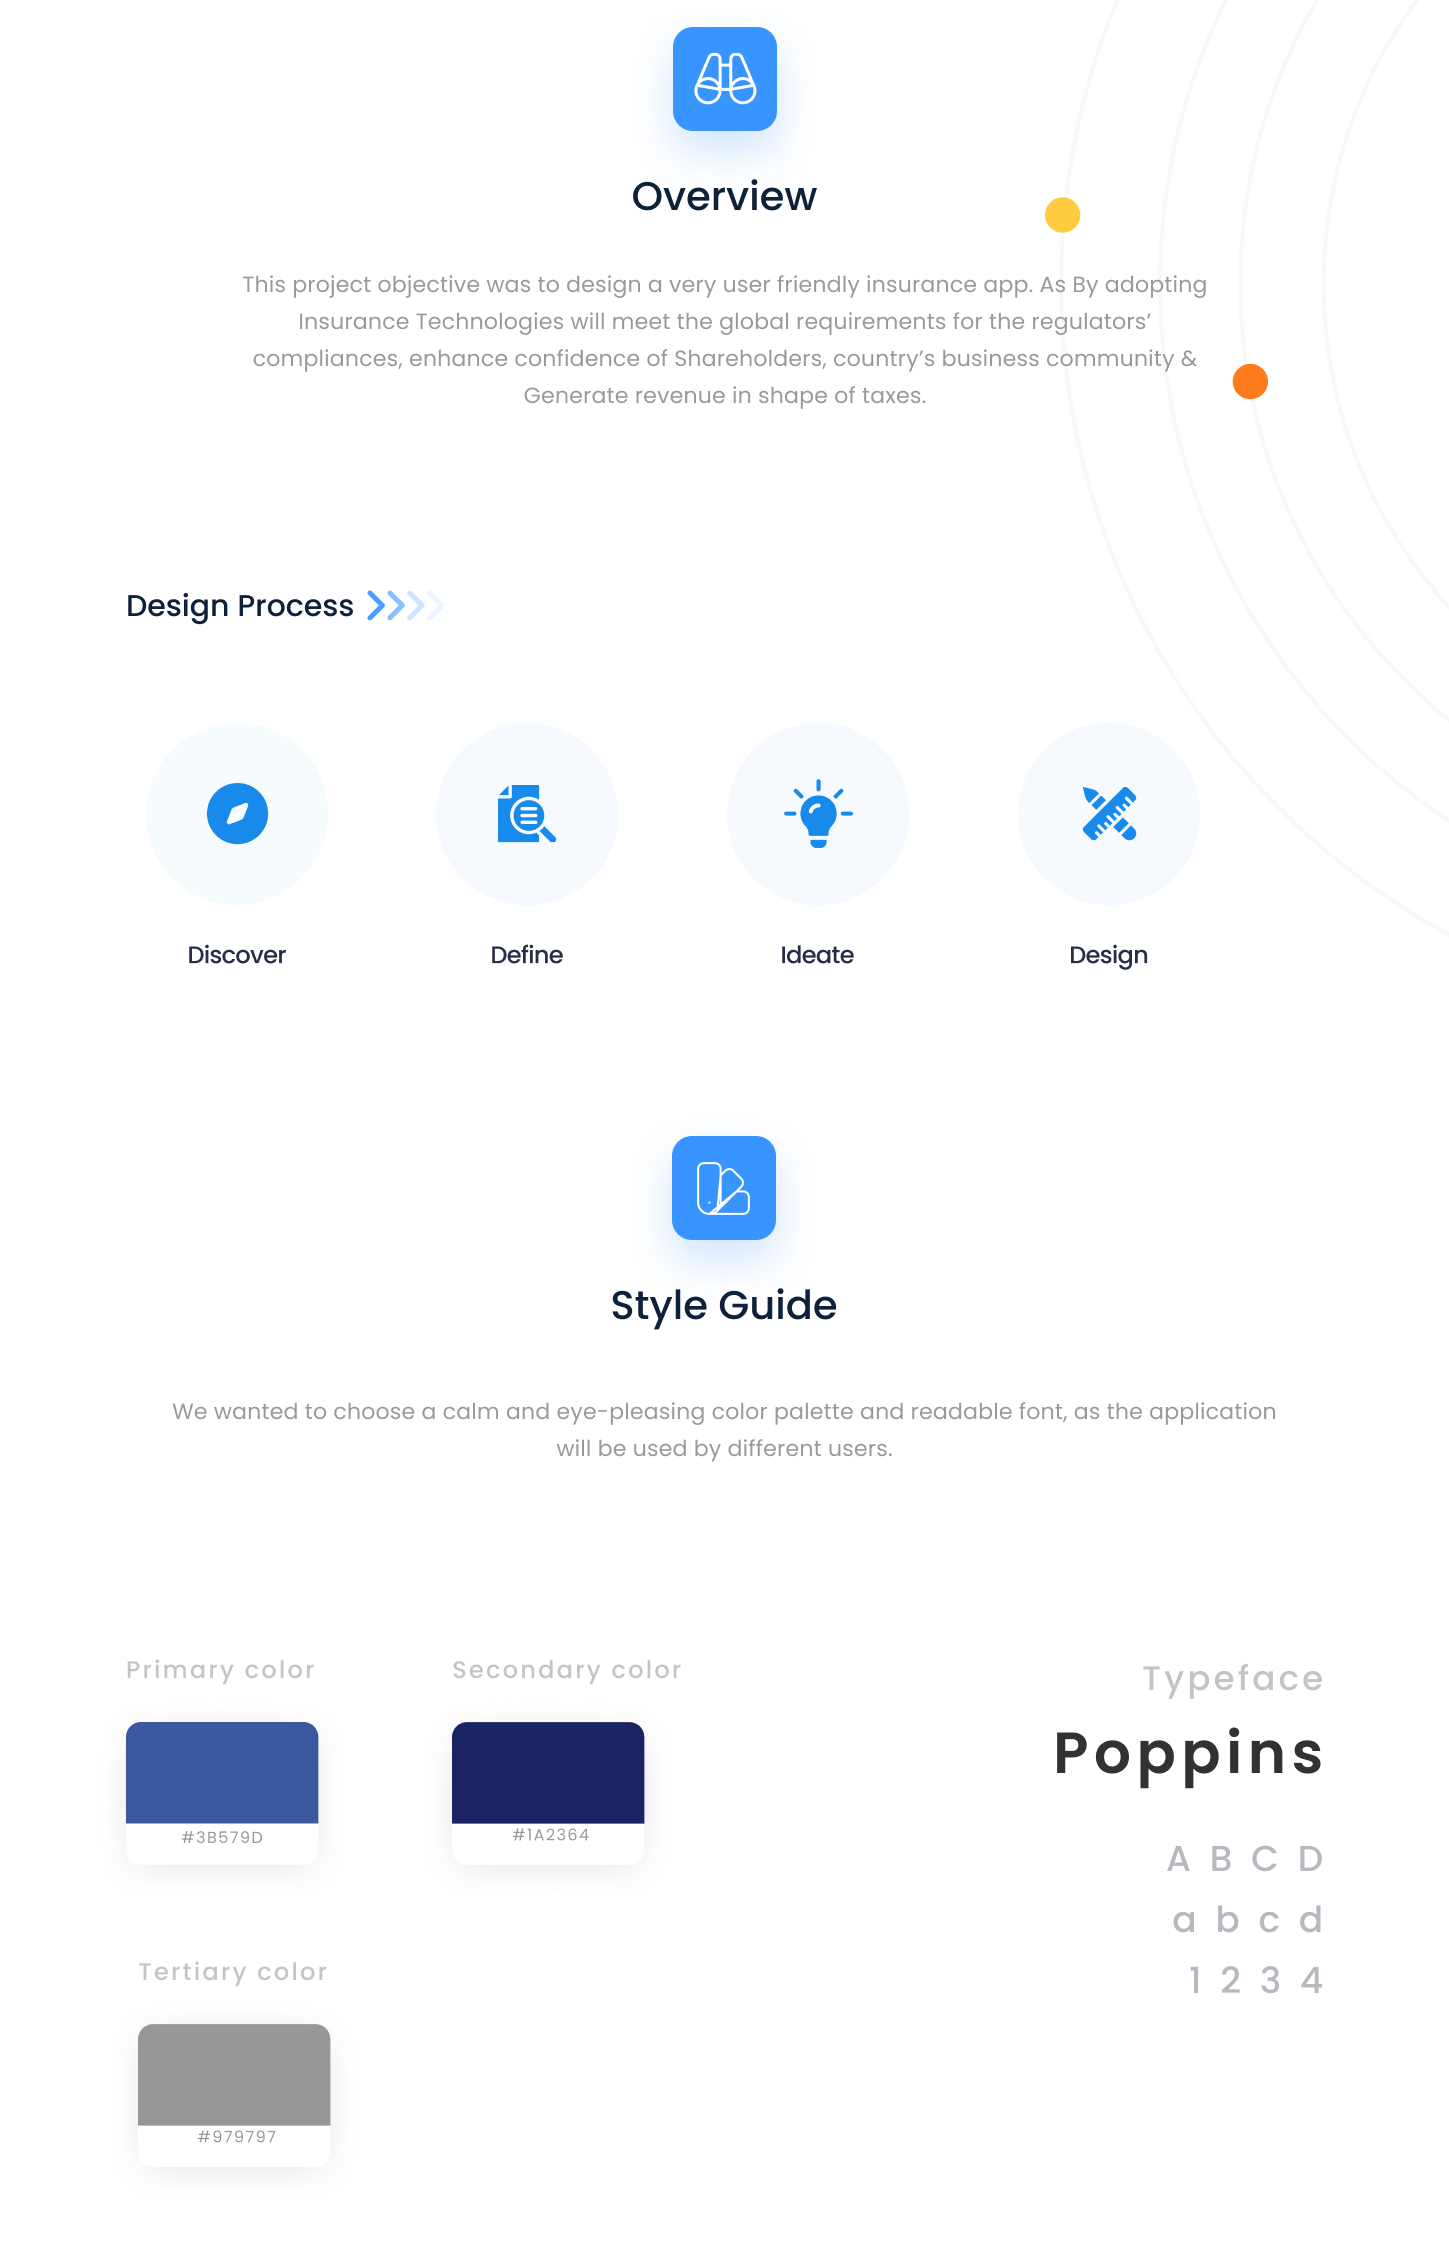 Overview
This project objective was to design a very user friendly insurance app. As By adopting
Insurance Technologies will meet the global requirements for the regulators’
compliances, enhance confidence of Shareholders, country’s business community &
Generate revenue in shape of taxes.
Design Process
Discover
Define
Ideate
Design
Style Guide
We wanted to choose a calm and eye-pleasing color palette and readable font, as the application
will be used by different users.
Primary color
#3B579D
Secondary color
#1A2364
Tertiary color
#979797
Typeface
Poppins
A B C D
a b c d
1 2 3 4